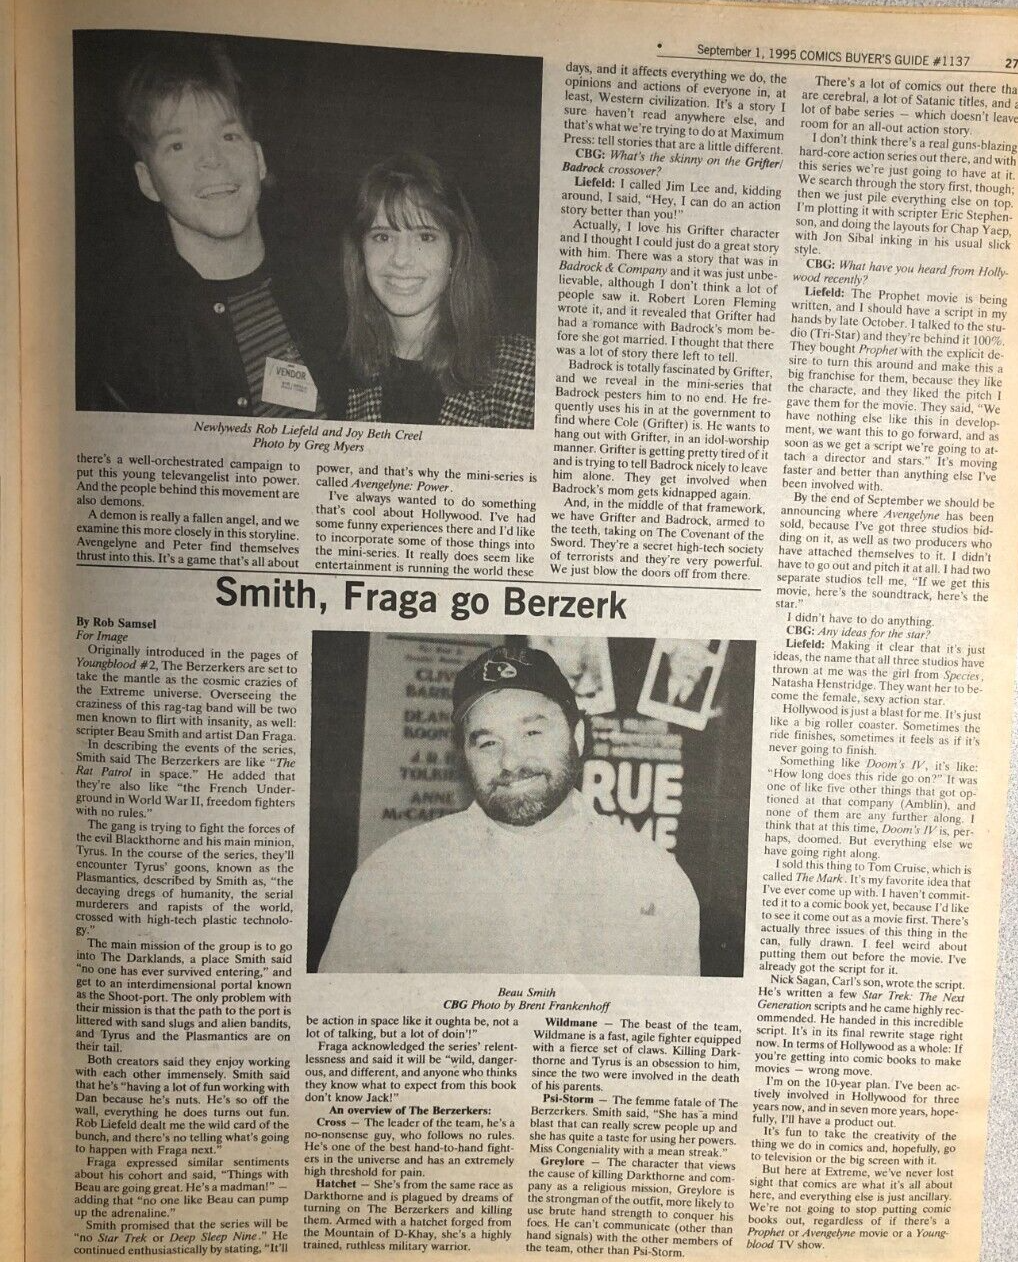 September 1, 1995 COMICS BUYER'S GUIDE #1137
27
VENDOR
Newlyweds Rob Liefeld and Joy Beth Creel
Photo by Greg Myers
there's a well-orchestrated campaign to
put this young televangelist into power.
And the people behind this movement are
also demons.
A demon is really a fallen angel, and we
examine this more closely in this storyline.
Avengelyne and Peter find themselves
thrust into this. It's a game that's all about
power, and that's why the mini-series is
called Avengelyne: Power.
I've always wanted to do something
that's cool about Hollywood. I've had
some funny experiences there and I'd like
to incorporate some of those things into
the mini-series. It really does seem like
entertainment is running the world these
days, and it affects everything we do, the
opinions and actions of everyone in, at
least, Western civilization. It's a story I
sure haven't read anywhere else, and
that's what we're trying to do at Maximum
Press: tell stories that are a little different.
CBG: What's the skinny on the Grifter/
Badrock crossover?
Liefeld: I called Jim Lee and, kidding
around, I said, "Hey, I can do an action
story better than you!"
Actually, I love his Grifter character
and I thought I could just do a great story
with him. There was a story that was in
Badrock & Company and it was just unbe-
lievable, although I don't think a lot of
people saw it. Robert Loren Fleming
wrote it, and it revealed that Grifter had
had a romance with Badrock's mom be-
fore she got married. I thought that there
was a lot of story there left to tell.
Badrock is totally fascinated by Grifter,
and we reveal in the mini-series that
Badrock pesters him to no end. He fre-
quently uses his in at the government to
find where Cole (Grifter) is. He wants to
hang out with Grifter, in an idol-worship
manner. Grifter is getting pretty tired of it
and is trying to tell Badrock nicely to leave
him alone. They get involved when
Badrock's mom gets kidnapped again.
And, in the middle of that framework,
we have Grifter and Badrock, armed to
the teeth, taking on The Covenant of the
Sword. They're a secret high-tech society
of terrorists and they're very powerful.
We just blow the doors off from there.
There's a lot of comics out there tha
are cerebral, a lot of Satanic titles, and a
lot of babe series — which doesn't leave
room for an all-out action story.
I don't think there's a real guns-blazing
hard-core action series out there, and with
this series we're just going to have at it.
We search through the story first, though;
then we just pile everything else on top.
I'm plotting it with scripter Eric Stephen-
son, and doing the layouts for Chap Yaep,
with Jon Sibal inking in his usual slick
style.
CBG: What have you heard from Holly-
wood recently?
Liefeld: The Prophet movie is being
written, and I should have a script in my
hands by late October. I talked to the stu-
dio (Tri-Star) and they're behind it 100%.
They bought Prophet with the explicit de-
sire to turn this around and make this a
big franchise for them, because they like
the characte, and they liked the pitch I
gave them for the movie. They said, "We
have nothing else like this in develop-
ment, we want this to go forward, and as
soon as we get a script we're going to at-
tach a director and stars." It's moving
faster and better than anything else I've
been involved with.
By the end of September we should be
announcing where Avengelyne has been
sold, because I've got three studios bid-
ding on it, as well as two producers who
have attached themselves to it. I didn't
have to go out and pitch it at all. I had two
separate studios tell me, "If we get this
movie, here's the soundtrack, here's the
star."
I didn't have to do anything.
CBG: Any ideas for the star?
Liefeld: Making it clear that it's just
ideas, the name that all three studios have
thrown at me was the girl from Species,
Natasha Henstridge. They want her to be-
come the female, sexy action star.
Hollywood is just a blast for me. It's just
like a big roller coaster. Sometimes the
ride finishes, sometimes it feels as if it's
never going to finish.
Something like Doom's IV, it's like:
"How long does this ride go on?" It was
one of like five other things that got op-
tioned at that company (Amblin), and
none of them are any further along. I
think that at this time, Doom's IV is, per-
haps, doomed. But everything else we
have going right along.
I sold this thing to Tom Cruise, which is
called The Mark. It's my favorite idea that
I've ever come up with. I haven't commit-
ted it to a comic book yet, because I'd like
to see it come out as a movie first. There's
actually three issues of this thing in the
can, fully drawn. I feel weird about
putting them out before the movie. I've
already got the script for it.
Nick Sagan, Carl's son, wrote the script.
He's written a few Star Trek: The Next
Generation scripts and he came highly rec-
ommended. He handed in this incredible
script. It's in its final rewrite stage right
now. In terms of Hollywood as a whole: If
you're getting into comic books to make
movies — wrong move.
I'm on the 10-year plan. I've been ac-
tively involved in Hollywood for three
years now, and in seven more years, hope-
fully, I'll have a product out.
It's fun to take the creativity of the
thing we do in comics and, hopefully, go
to television or the big screen with it.
But here at Extreme, we've never lost
sight that comics are what it's all about
here, and everything else is just ancillary.
We're not going to stop putting comic
books out, regardless of if there's a
Prophet or Avengelyne movie or a Young-
blood TV show.
Smith, Fraga go Berzerk
By Rob Samsel
For Image
Originally introduced in the pages of
Youngblood #2, The Berzerkers are set to
take the mantle as the cosmic crazies of
the Extreme universe. Overseeing the
craziness of this rag-tag band will be two
men known to flirt with insanity, as well:
scripter Beau Smith and artist Dan Fraga.
In describing the events of the series,
Smith said The Berzerkers are like "The
Rat Patrol in space." He added that
they're also like "the French Under-
ground in World War II, freedom fighters
with no rules."
The gang is trying to fight the forces of
the evil Blackthorne and his main minion,
Tyrus. In the course of the series, they'll
encounter Tyrus' goons, known as the
Plasmantics, described by Smith as, "the
decaying dregs of humanity, the serial
murderers and rapists of the world,
crossed with high-tech plastic technolo-
gy."
The main mission of the group is to go
into The Darklands, a place Smith said
"no one has ever survived entering," and
get to an interdimensional portal known
as the Shoot-port. The only problem with
their mission is that the path to the port is
littered with sand slugs and alien bandits,
and Tyrus and the Plasmantics are on
their tail.
Both creators said they enjoy working
with each other immensely. Smith said
that he's "having a lot of fun working with
Dan because he's nuts. He's so off the
wall, everything he does turns out fun.
Rob Liefeld dealt me the wild card of the
bunch, and there's no telling what's going
to happen with Fraga next."
Fraga expressed similar sentiments
about his cohort and said, "Things with
Beau are going great. He's a madman!" —
adding that "no one like Beau can pump
up the adrenaline."
Smith promised that the series will be
"no Star Trek or Deep Sleep Nine." He
continued enthusiastically by stating, "It'll
CLIV
BARK
DEAN
KOON
J.R.R
TOLKI
ANNE
McCAFF
RUE
ME
Beau Smith
CBG Photo by Brent Frankenhoff
be action in space like it oughta be, not a
lot of talking, but a lot of doin'!"
Fraga acknowledged the series' relent-
lessness and said it will be "wild, danger-
ous, and different, and anyone who thinks
they know what to expect from this book
don't know Jack!"
An overview of The Berzerkers:
Cross — The leader of the team, he's a
no-nonsense guy, who follows no rules.
He's one of the best hand-to-hand fight-
ers in the universe and has an extremely
high threshold for pain.
Hatchet — She's from the same race as
Darkthorne and is plagued by dreams of
turning on The Berzerkers and killing
them. Armed with a hatchet forged from
the Mountain of D-Khay, she's a highly
trained, ruthless military warrior.
Wildmane — The beast of the team,
Wildmane is a fast, agile fighter equipped
with a fierce set of claws. Killing Dark-
thorne and Tyrus is an obsession to him,
since the two were involved in the death
of his parents.
Psi-Storm — The femme fatale of The
Berzerkers. Smith said, "She has a mind
blast that can really screw people up and
she has quite a taste for using her powers.
Miss Congeniality with a mean streak."
Greylore — The character that views
the cause of killing Darkthorne and com-
pany as a religious mission, Greylore is
the strongman of the outfit, more likely to
use brute hand strength to conquer his
foes. He can't communicate (other than
hand signals) with the other members of
the team, other than Psi-Storm.